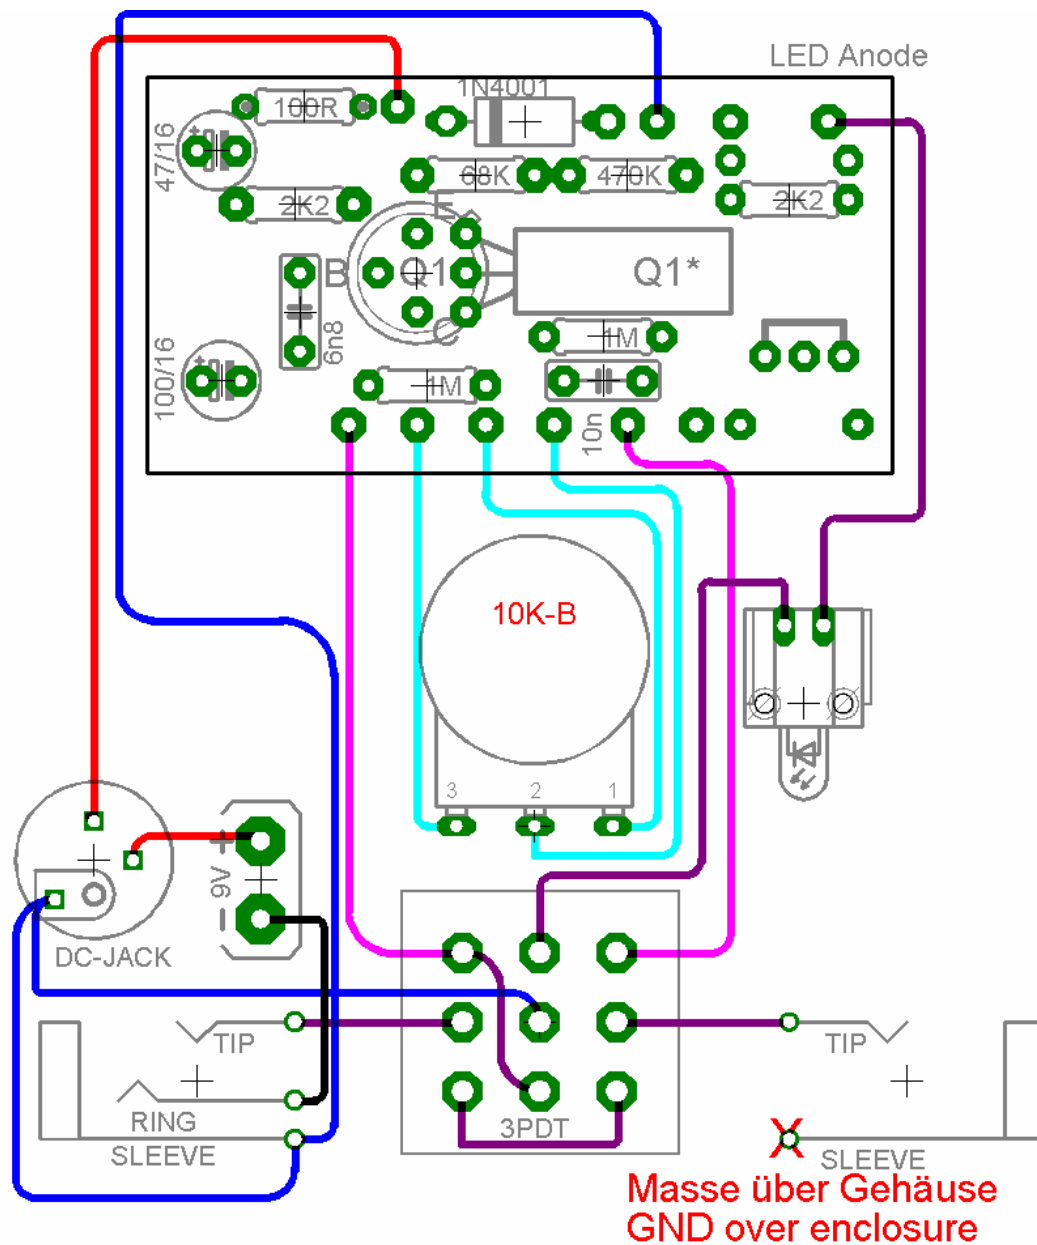 LED Anode
1N4001
100R
47/16
68K
470K
2K2
2K2
E
B
Q1
Q1*
C
6n8
1M
100/16
1M
10n
10K-B
3
2
1
+
9V
-
DC-JACK
TIP
TIP
RING
3PDT
SLEEVE
SLEEVE
X
Masse über Gehäuse
GND over enclosure